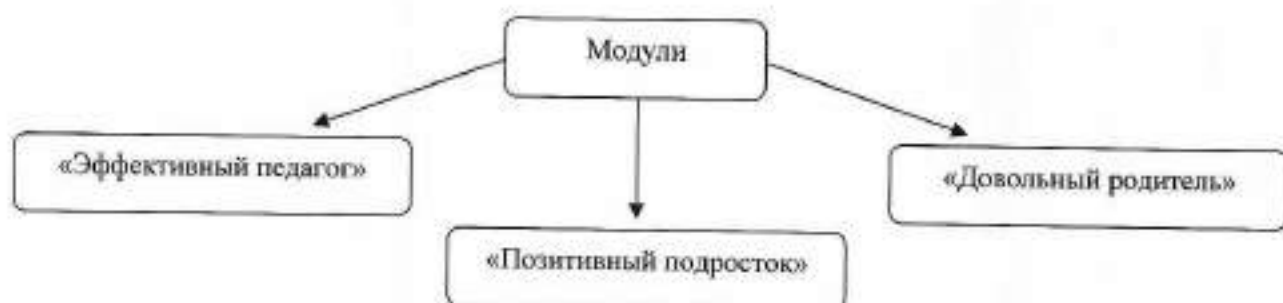 Модули
«Эффективный педагог»
«Довольный родитель»
«Позитивный подросток»